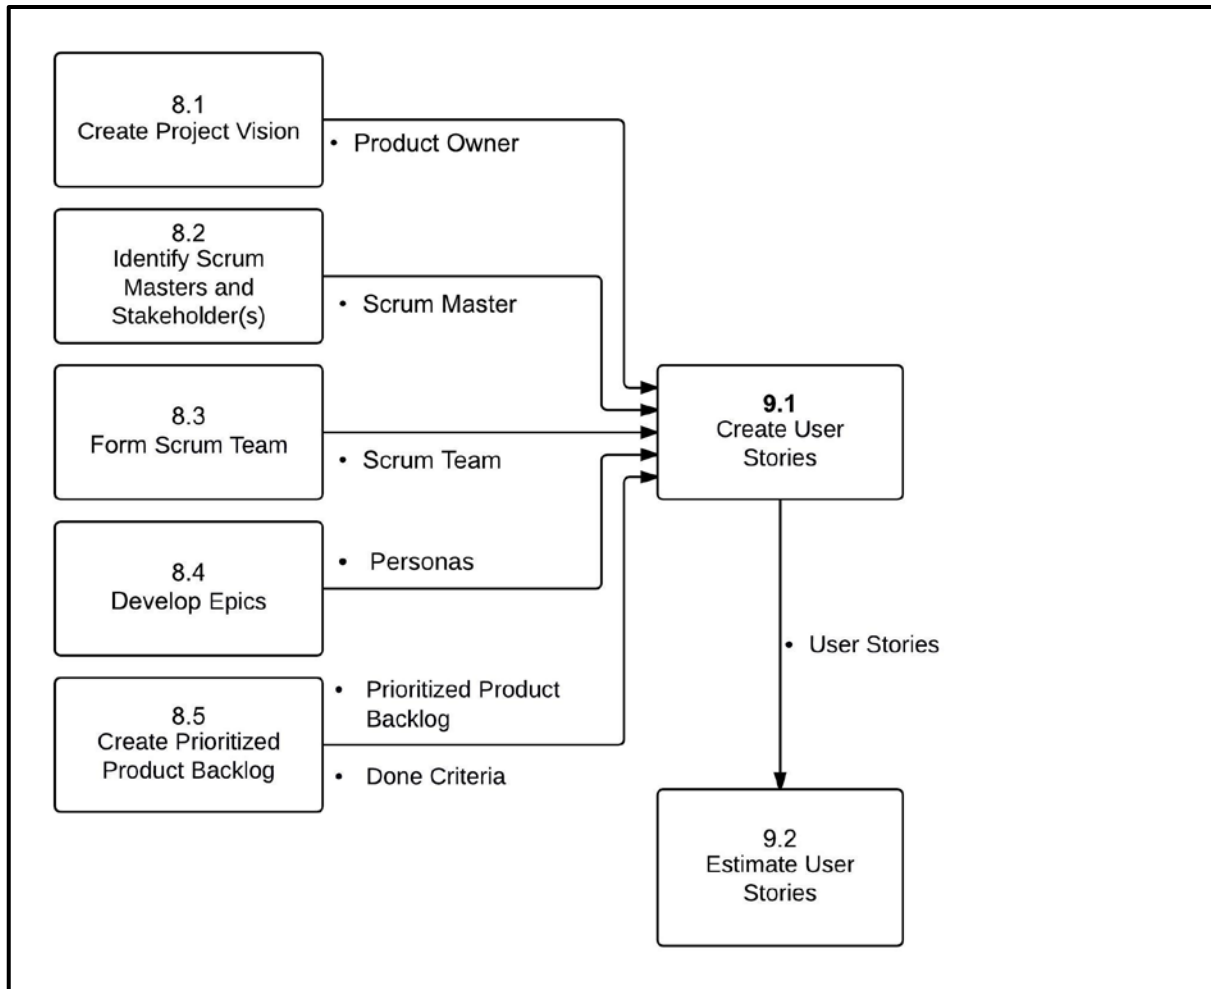 8.1
Create Project Vision
• Product Owner
8.2
Identify Scrum
Masters and
Stakeholder(s)
• Scrum Master
8.3
Form Scrum Team
• Scrum Team
8.4
Develop Epics
• Personas
8.5
Create Prioritized
Product Backlog
• Prioritized Product
Backlog
• Done Criteria
9.1
Create User
Stories
• User Stories
9.2
Estimate User
Stories